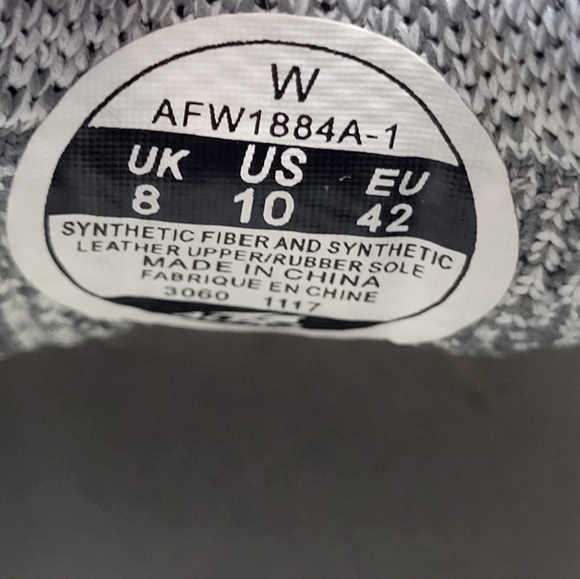 W
AFW1884A-1
UK US EU
8 10 42
SYNTHETIC FIBER AND SYNTHETIC
LEATHER UPPER/RUBBER SOLE
MADE IN CHINA
FABRIQUE EN CHINE
3060 1117